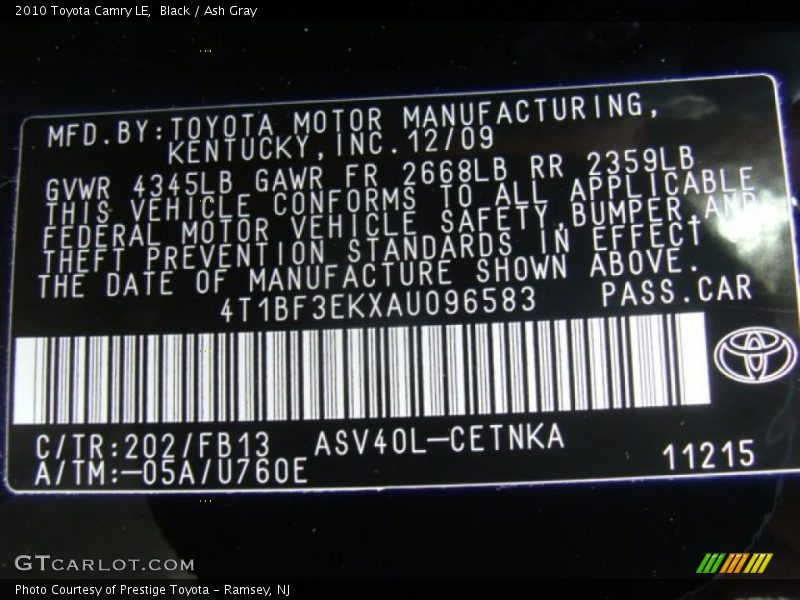 2010 Toyota Camry LE, Black / Ash Gray
MFD.BY:TOYOTA MOTOR MANUFACTURING,
KENTUCKY,INC.12/09
GVWR 4345LB GAWR FR 2668LB RR 2359LB
THIS VEHICLE CONFORMS TO ALL APPLICABLE
FEDERAL MOTOR VEHICLE SAFETY,BUMPER,AND
THEFT PREVENTION STANDARDS IN EFFECT
THE DATE OF MANUFACTURE SHOWN ABOVE.
4T1BF3EKXAU096583 PASS.CAR
C/TR:202/FB13 ASV40L-CETNKA
A/TM:-05A/U760E 11215
GTCARLOT.COM
Photo Courtesy of Prestige Toyota - Ramsey, NJ